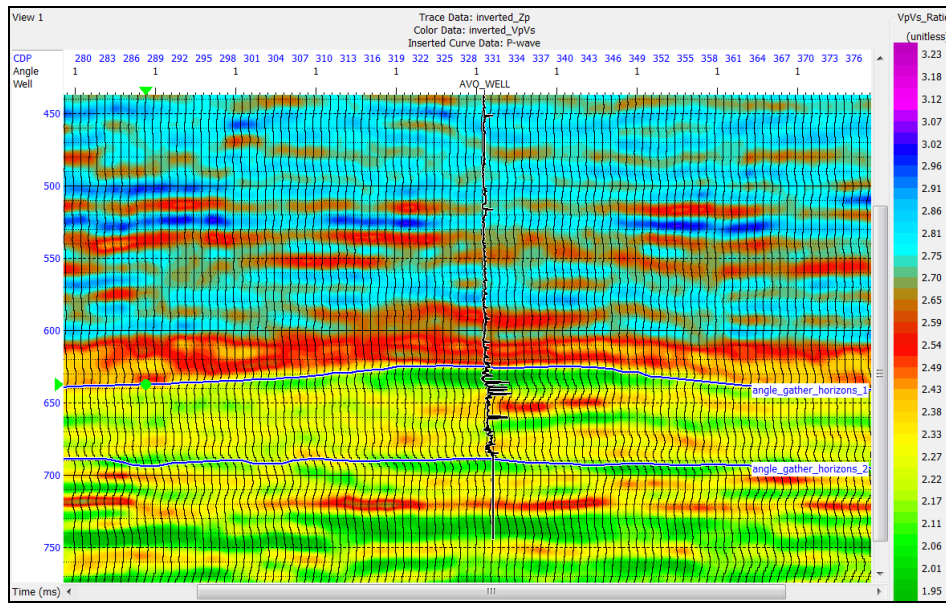 View 1
Trace Data: inverted_Zp
Color Data: inverted_VpVs
Inserted Curve Data: P-wave
VpVs_Ratio
(unitless)
CDP 280 283 286 289 292 295 298 301 304 307 310 313 316 319 322 325 328 331 334 337 340 343 346 349 352 355 358 361 364 367 370 373 376
Angle 1 1 1 1 1 1 1 1 1 1
Well AVO_WELL
450
500
550
600
650
700
750
angle_gather_horizons_1
angle_gather_horizons_2
3.23
3.18
3.12
3.07
3.02
2.96
2.91
2.86
2.81
2.75
2.70
2.65
2.59
2.54
2.49
2.43
2.38
2.33
2.27
2.22
2.17
2.11
2.06
2.01
1.95
Time (ms)